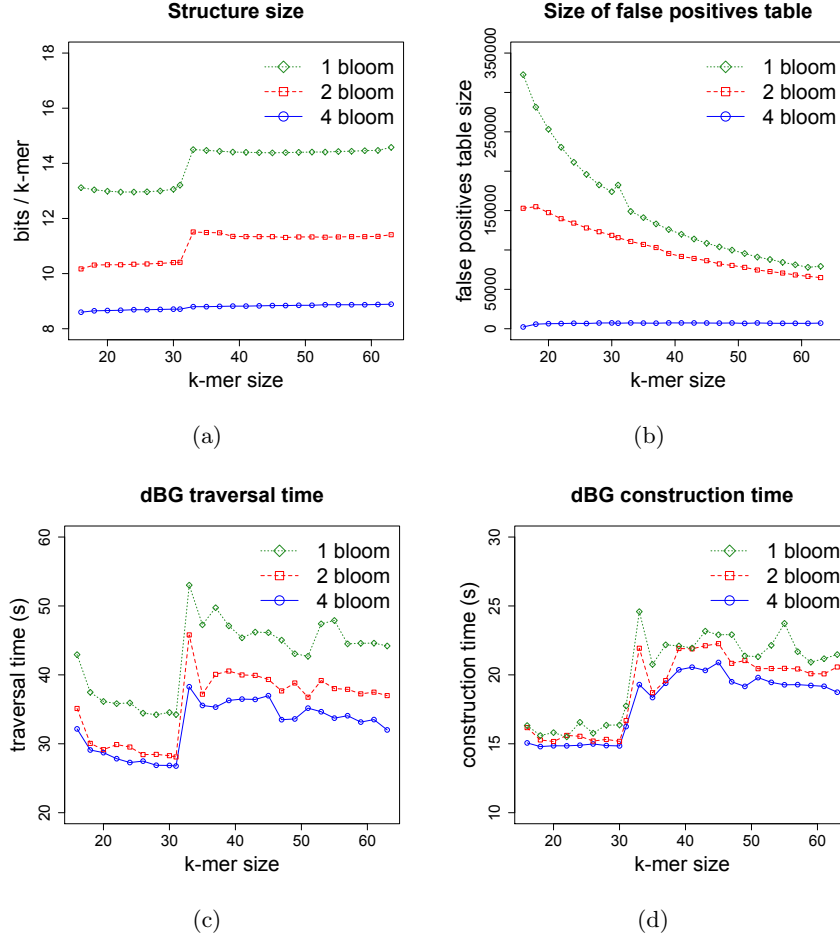 Structure size
bits / k-mer
18
16
14
12
10
8
1 bloom
2 bloom
4 bloom
20 30 40 50 60
k-mer size
(a)
Size of false positives table
false positives table size
350000
250000
150000
50000
0
1 bloom
2 bloom
4 bloom
20 30 40 50 60
k-mer size
(b)
dBG traversal time
traversal time (s)
60
50
40
30
20
1 bloom
2 bloom
4 bloom
20 30 40 50 60
k-mer size
(c)
dBG construction time
construction time (s)
30
25
20
15
10
1 bloom
2 bloom
4 bloom
20 30 40 50 60
k-mer size
(d)